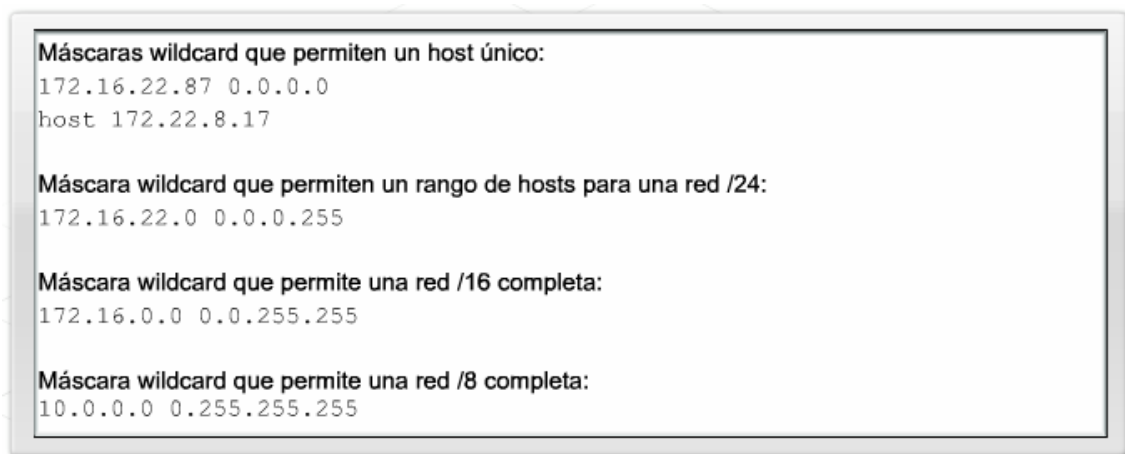 Máscaras wildcard que permiten un host único:
172.16.22.87 0.0.0.0
host 172.22.8.17
Máscara wildcard que permiten un rango de hosts para una red /24:
172.16.22.0 0.0.0.255
Máscara wildcard que permite una red /16 completa:
172.16.0.0 0.0.255.255
Máscara wildcard que permite una red /8 completa:
10.0.0.0 0.255.255.255